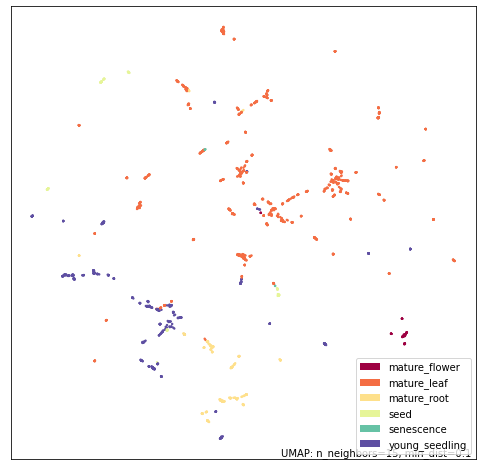 mature_flower
mature_leaf
mature_root
seed
senescence
young_seedling
UMAP: n_neighbors=15, min_dist=0.1